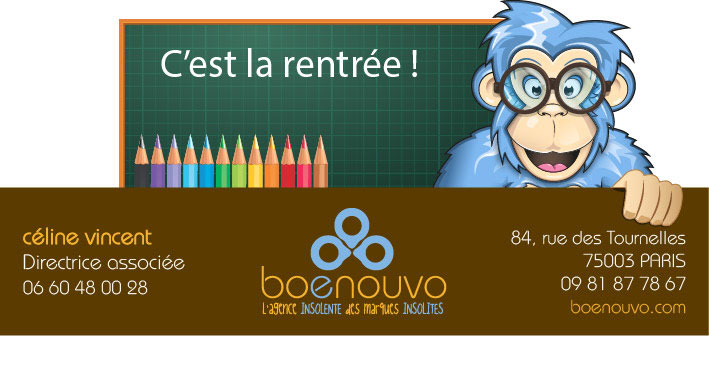 C'est la rentrée !
céline vincent
Directrice associée
06 60 48 00 28
boenouvo
L'agence INSOLENTE des marques INSOLITES
84, rue des Tournelles
75003 PARIS
09 81 87 78 67
boenouvo.com